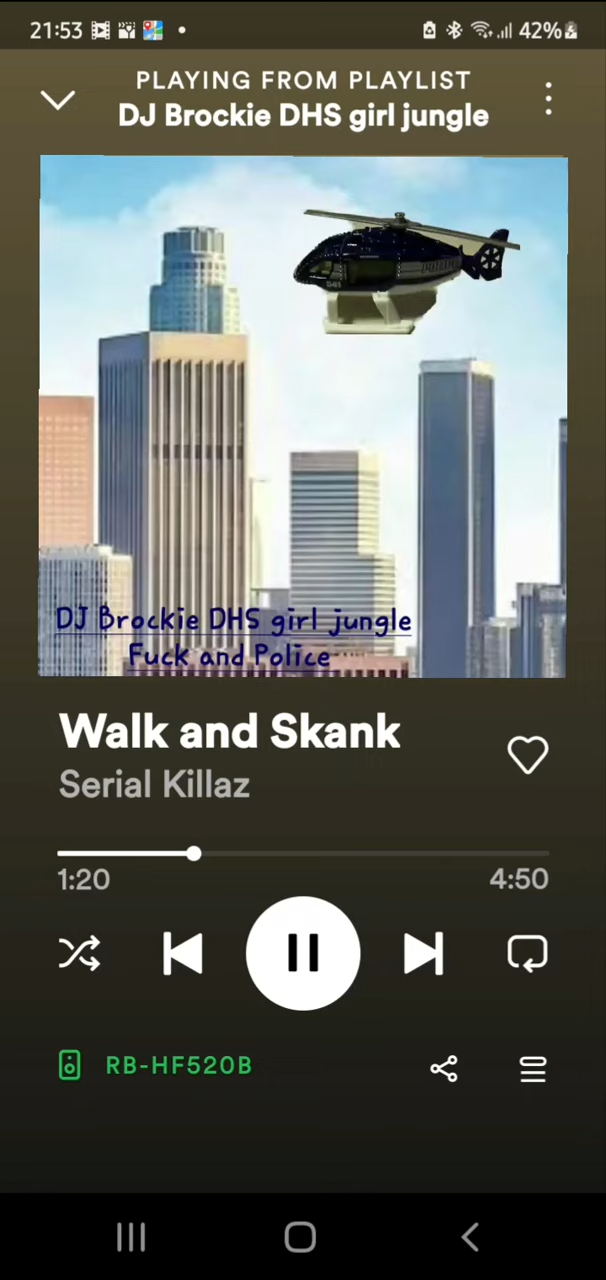 21:53
42%
PLAYING FROM PLAYLIST
DJ Brockie DHS girl jungle
DJ Brockie DHS girl jungle
Fuck and Police
Walk and Skank
Serial Killaz
1:20
4:50
RB-HF520B